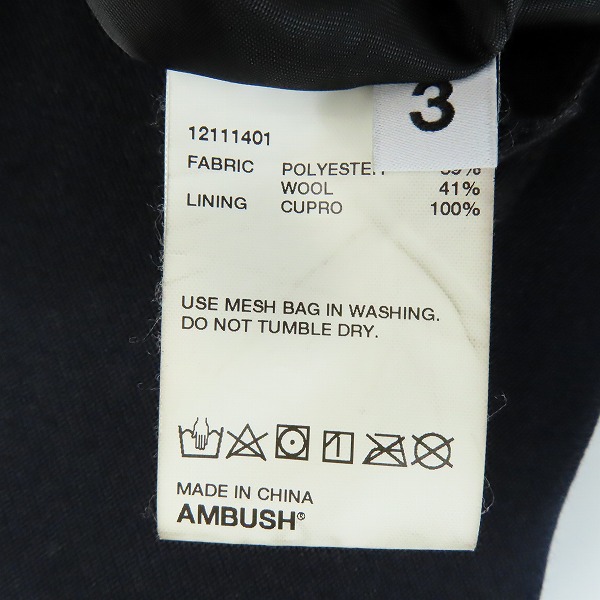 3
12111401
FABRIC POLYESTER 59%
WOOL 41%
LINING CUPRO 100%
USE MESH BAG IN WASHING.
DO NOT TUMBLE DRY.
MADE IN CHINA
AMBUSH®